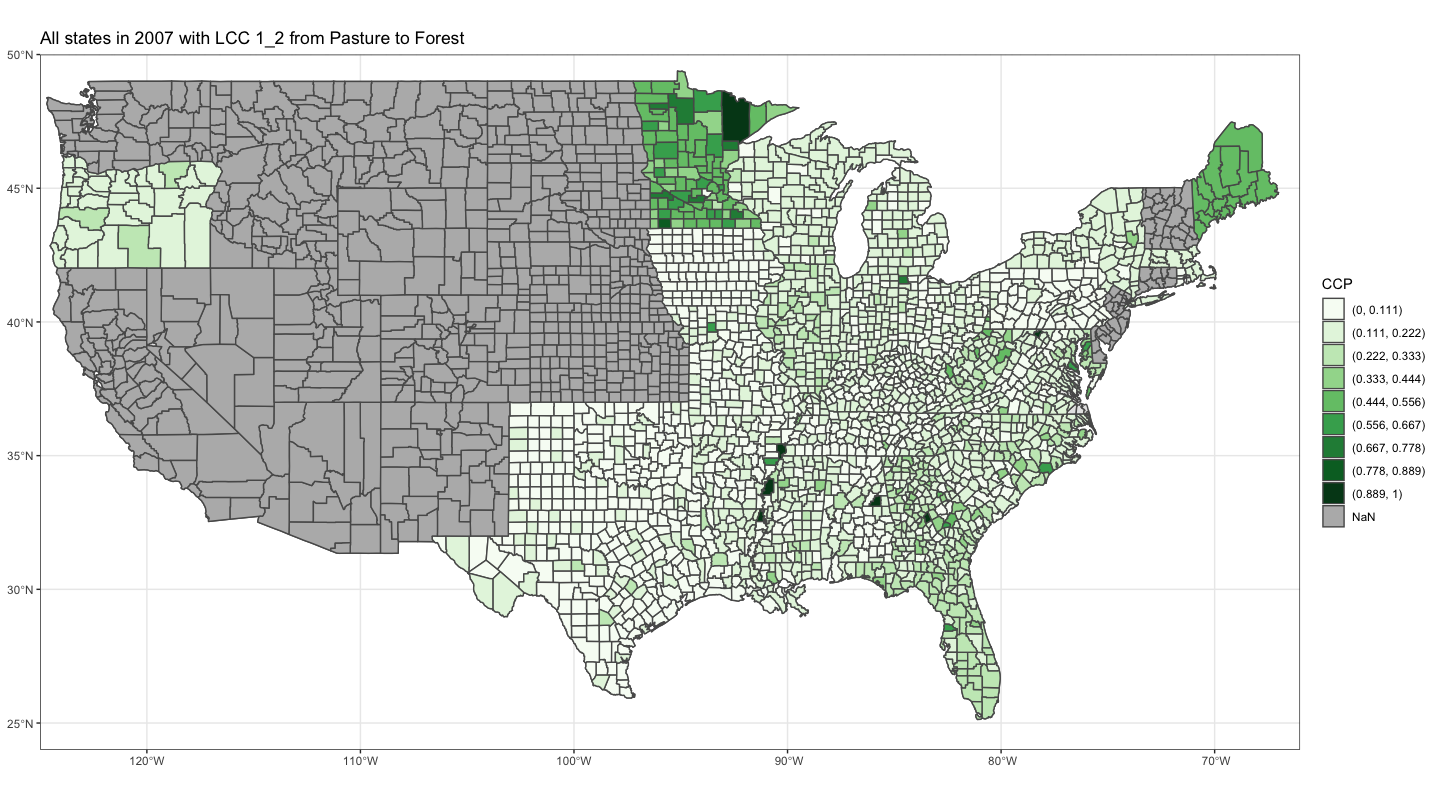 All states in 2007 with LCC 1_2 from Pasture to Forest
50°N
45°N
40°N
35°N
30°N
25°N
120°W
110°W
100°W
90°W
80°W
70°W
CCP
(0, 0.111)
(0.111, 0.222)
(0.222, 0.333)
(0.333, 0.444)
(0.444, 0.556)
(0.556, 0.667)
(0.667, 0.778)
(0.778, 0.889)
(0.889, 1)
NaN